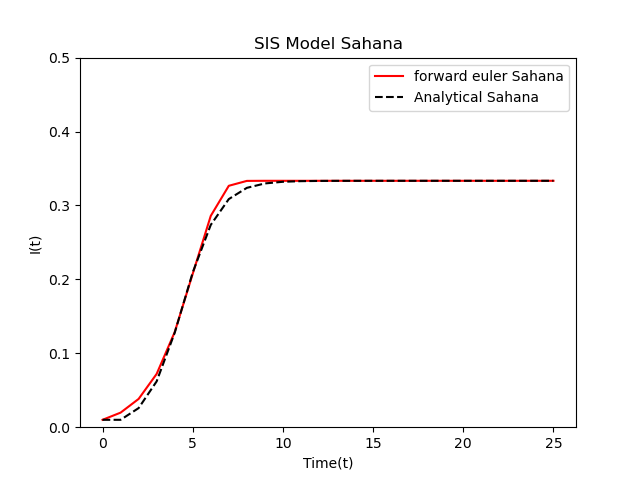 SIS Model Sahana
forward euler Sahana
Analytical Sahana
0.5
0.4
0.3
0.2
0.1
0.0
I(t)
0 5 10 15 20 25
Time(t)